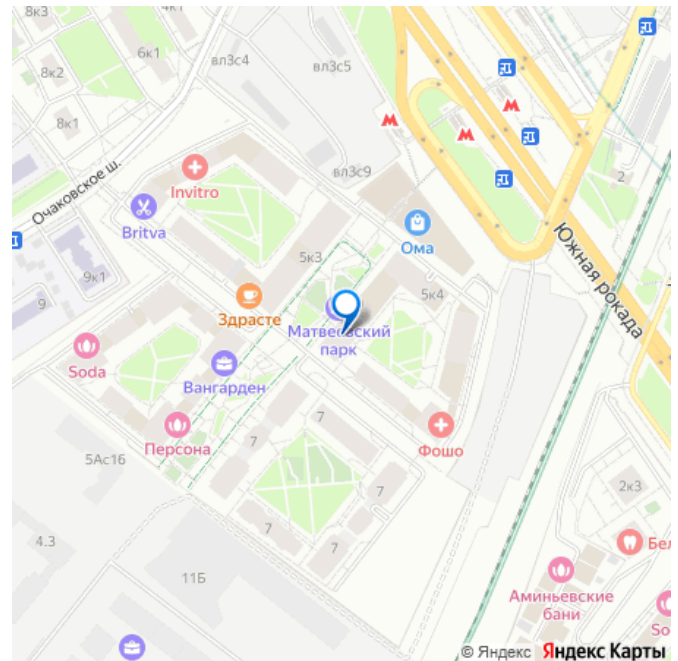 8к3
6к1
8к2
вл3с4
вл3с5
8к1
Очаковское ш.
Invitro
вл3с9
2
Britva
Ома
Южная рокада
5к3
9к1
9
5к4
Здрасте
Матвеевский
парк
Soda
Вангарден
7
Персона
7
Фошо
5Ас16
7
2к3
7
7
4.3
Бел
11Б
Аминьевские
бани
So
© Яндекс Яндекс Карты